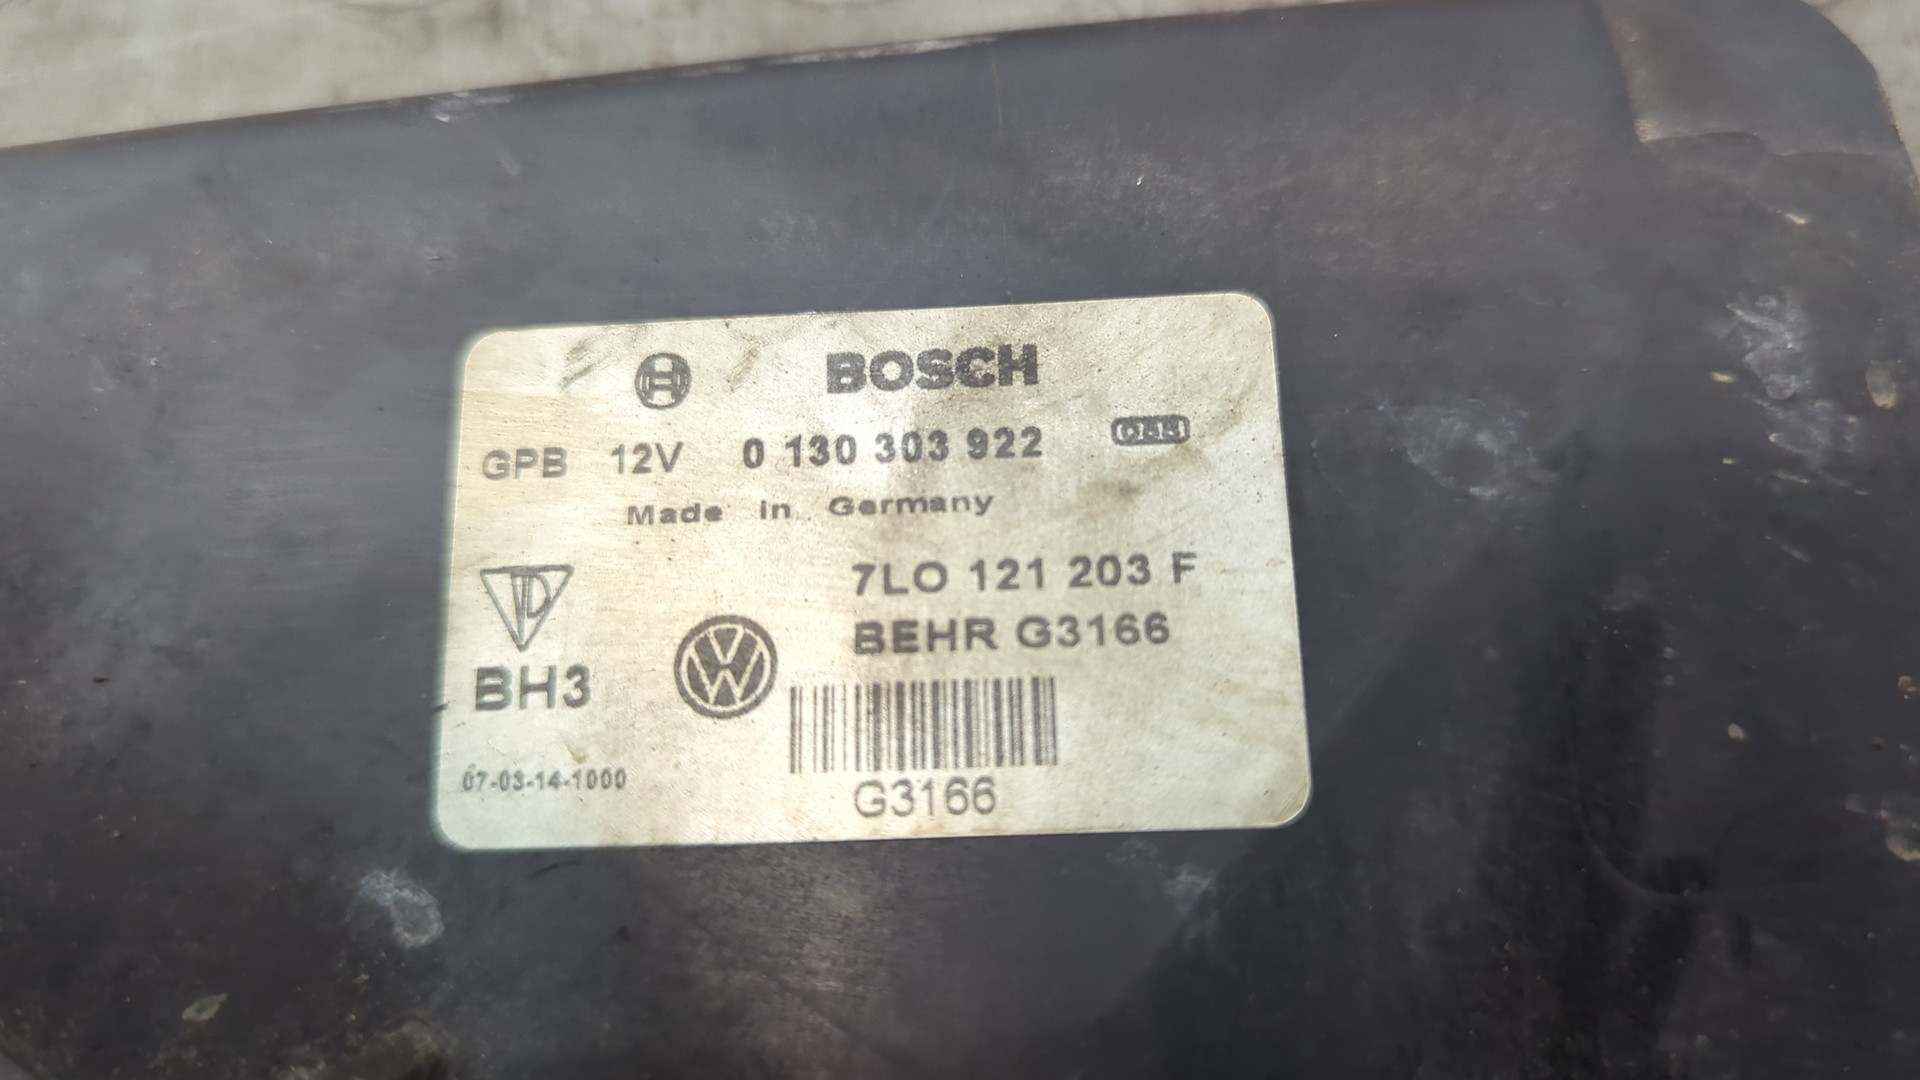 BOSCH
GPB 12V 0 130 303 922
Made in Germany
7LO 121 203 F
BEHR G3166
BH3
07-03-14-1000
G3166